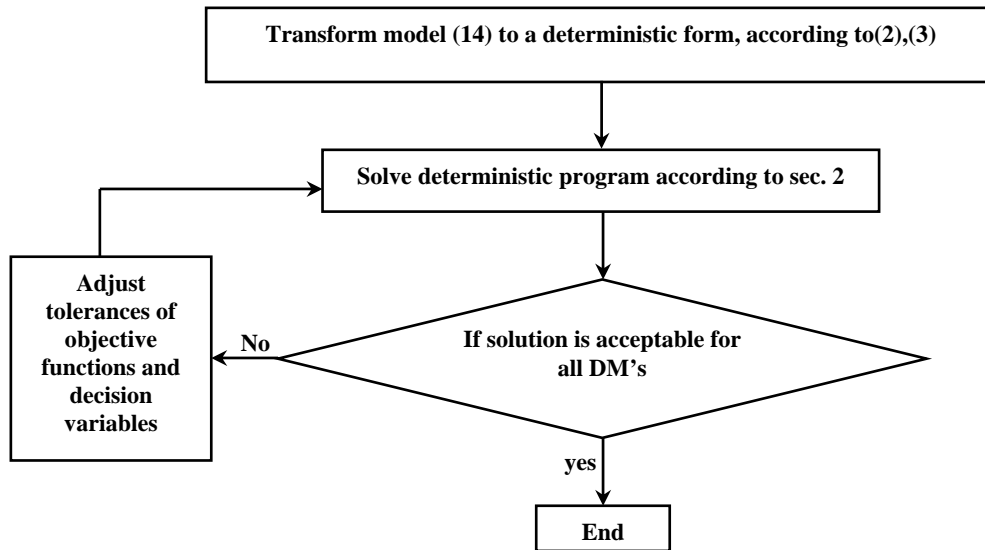 Transform model (14) to a deterministic form, according to(2),(3)
Solve deterministic program according to sec. 2
Adjust
tolerances of
objective
functions and
decision
variables
No
If solution is acceptable for
all DM’s
yes
End